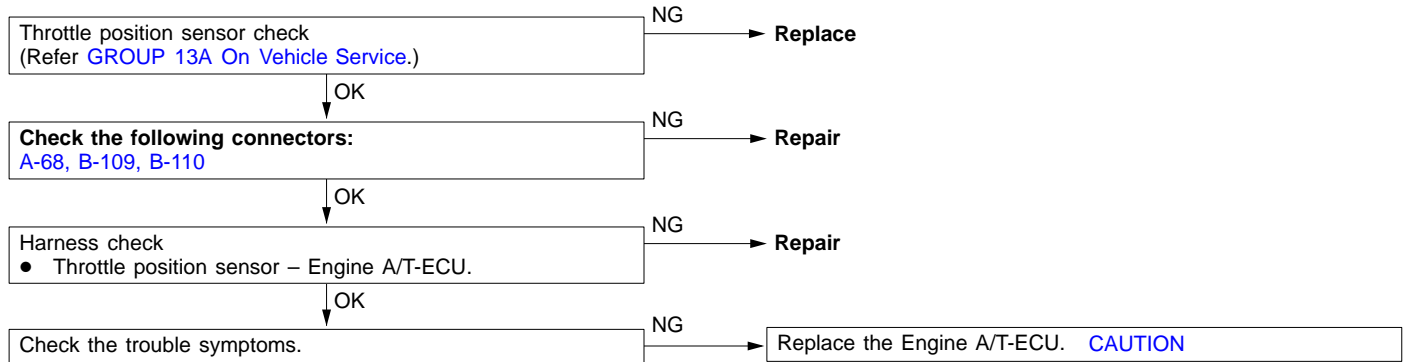 Throttle position sensor check
(Refer GROUP 13A On Vehicle Service.)
NG
Replace
OK
Check the following connectors:
A-68, B-109, B-110
NG
Repair
OK
Harness check
● Throttle position sensor – Engine A/T-ECU.
NG
Repair
OK
Check the trouble symptoms.
NG
Replace the Engine A/T-ECU. CAUTION